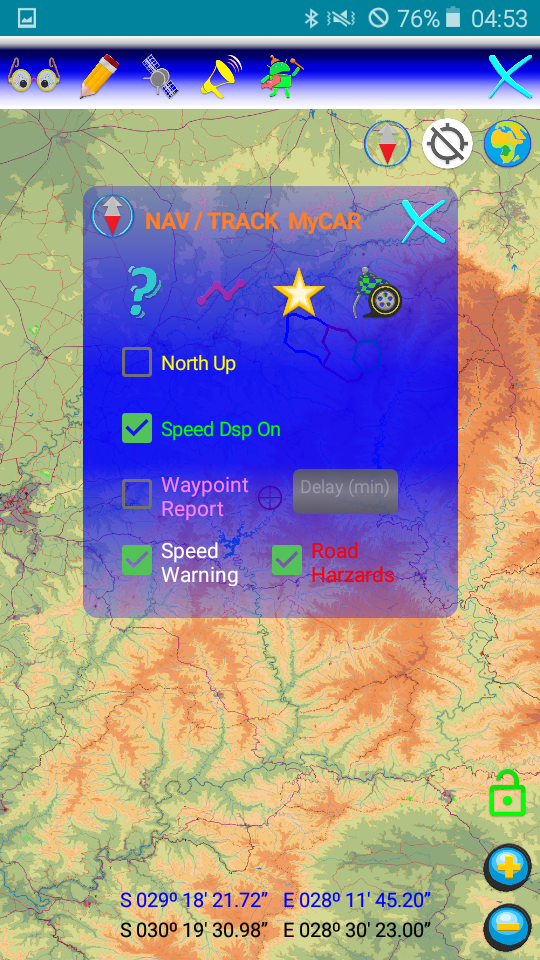 76% 04:53
NAV / TRACK MyCAR
North Up
Speed Dsp On
Waypoint
Report
Delay (min)
Speed
Warning
Road
Harzards
S 029º 18' 21.72” E 028º 11' 45.20”
S 030º 19' 30.98” E 028º 30' 23.00”